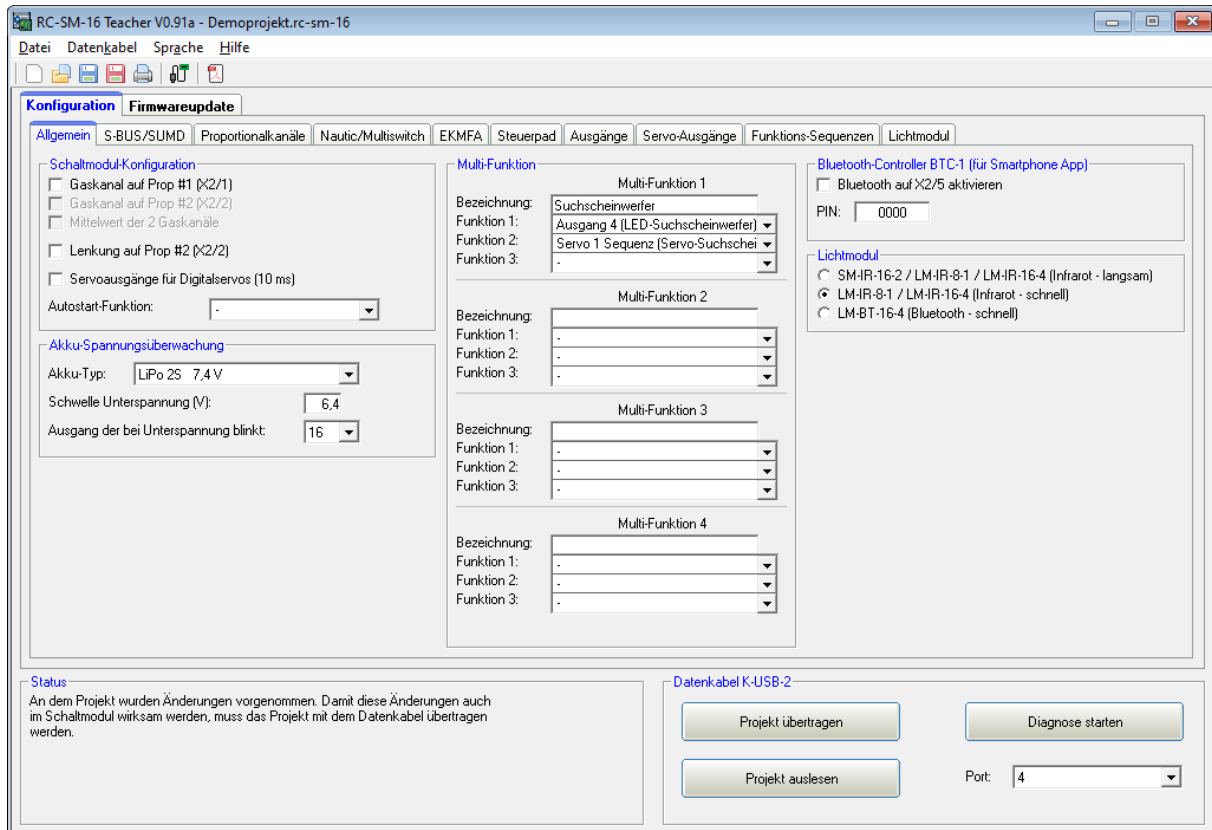 RC-SM-16 Teacher V0.91a - Demoprojekt.rc-sm-16
Datei Datenkabel Sprache Hilfe
Konfiguration Firmwareupdate
Allgemein S-BUS/SUMD Proportionalkanäle Nautic/Multiswitch EKMFA Steuerpad Ausgänge Servo-Ausgänge Funktions-Sequenzen Lichtmodul
Schaltmodul-Konfiguration
Gaskanal auf Prop #1 (X2/1)
Gaskanal auf Prop #2 (X2/2)
Mittelwert der 2 Gaskanäle
Lenkung auf Prop #2 (X2/2)
Servoausgänge für Digitalservos (10 ms)
Autostart-Funktion: -
Akku-Spannungsüberwachung
Akku-Typ: LiPo 2S 7,4 V
Schwelle Unterspannung (V): 6,4
Ausgang der bei Unterspannung blinkt: 16
Multi-Funktion
Multi-Funktion 1
Bezeichnung: Suchscheinwerfer
Funktion 1: Ausgang 4 (LED-Suchscheinwerfer)
Funktion 2: Servo 1 Sequenz (Servo-Suchschei
Funktion 3: -
Multi-Funktion 2
Bezeichnung:
Funktion 1: -
Funktion 2: -
Funktion 3: -
Multi-Funktion 3
Bezeichnung:
Funktion 1: -
Funktion 2: -
Funktion 3: -
Multi-Funktion 4
Bezeichnung:
Funktion 1: -
Funktion 2: -
Funktion 3: -
Bluetooth-Controller BTC-1 (für Smartphone App)
Bluetooth auf X2/5 aktivieren
PIN: 0000
Lichtmodul
SM-IR-16-2 / LM-IR-8-1 / LM-IR-16-4 (Infrarot - langsam)
LM-IR-8-1 / LM-IR-16-4 (Infrarot - schnell)
LM-BT-16-4 (Bluetooth - schnell)
Status
An dem Projekt wurden Änderungen vorgenommen. Damit diese Änderungen auch
im Schaltmodul wirksam werden, muss das Projekt mit dem Datenkabel übertragen
werden.
Datenkabel K-USB-2
Projekt übertragen Diagnose starten
Projekt auslesen Port: 4